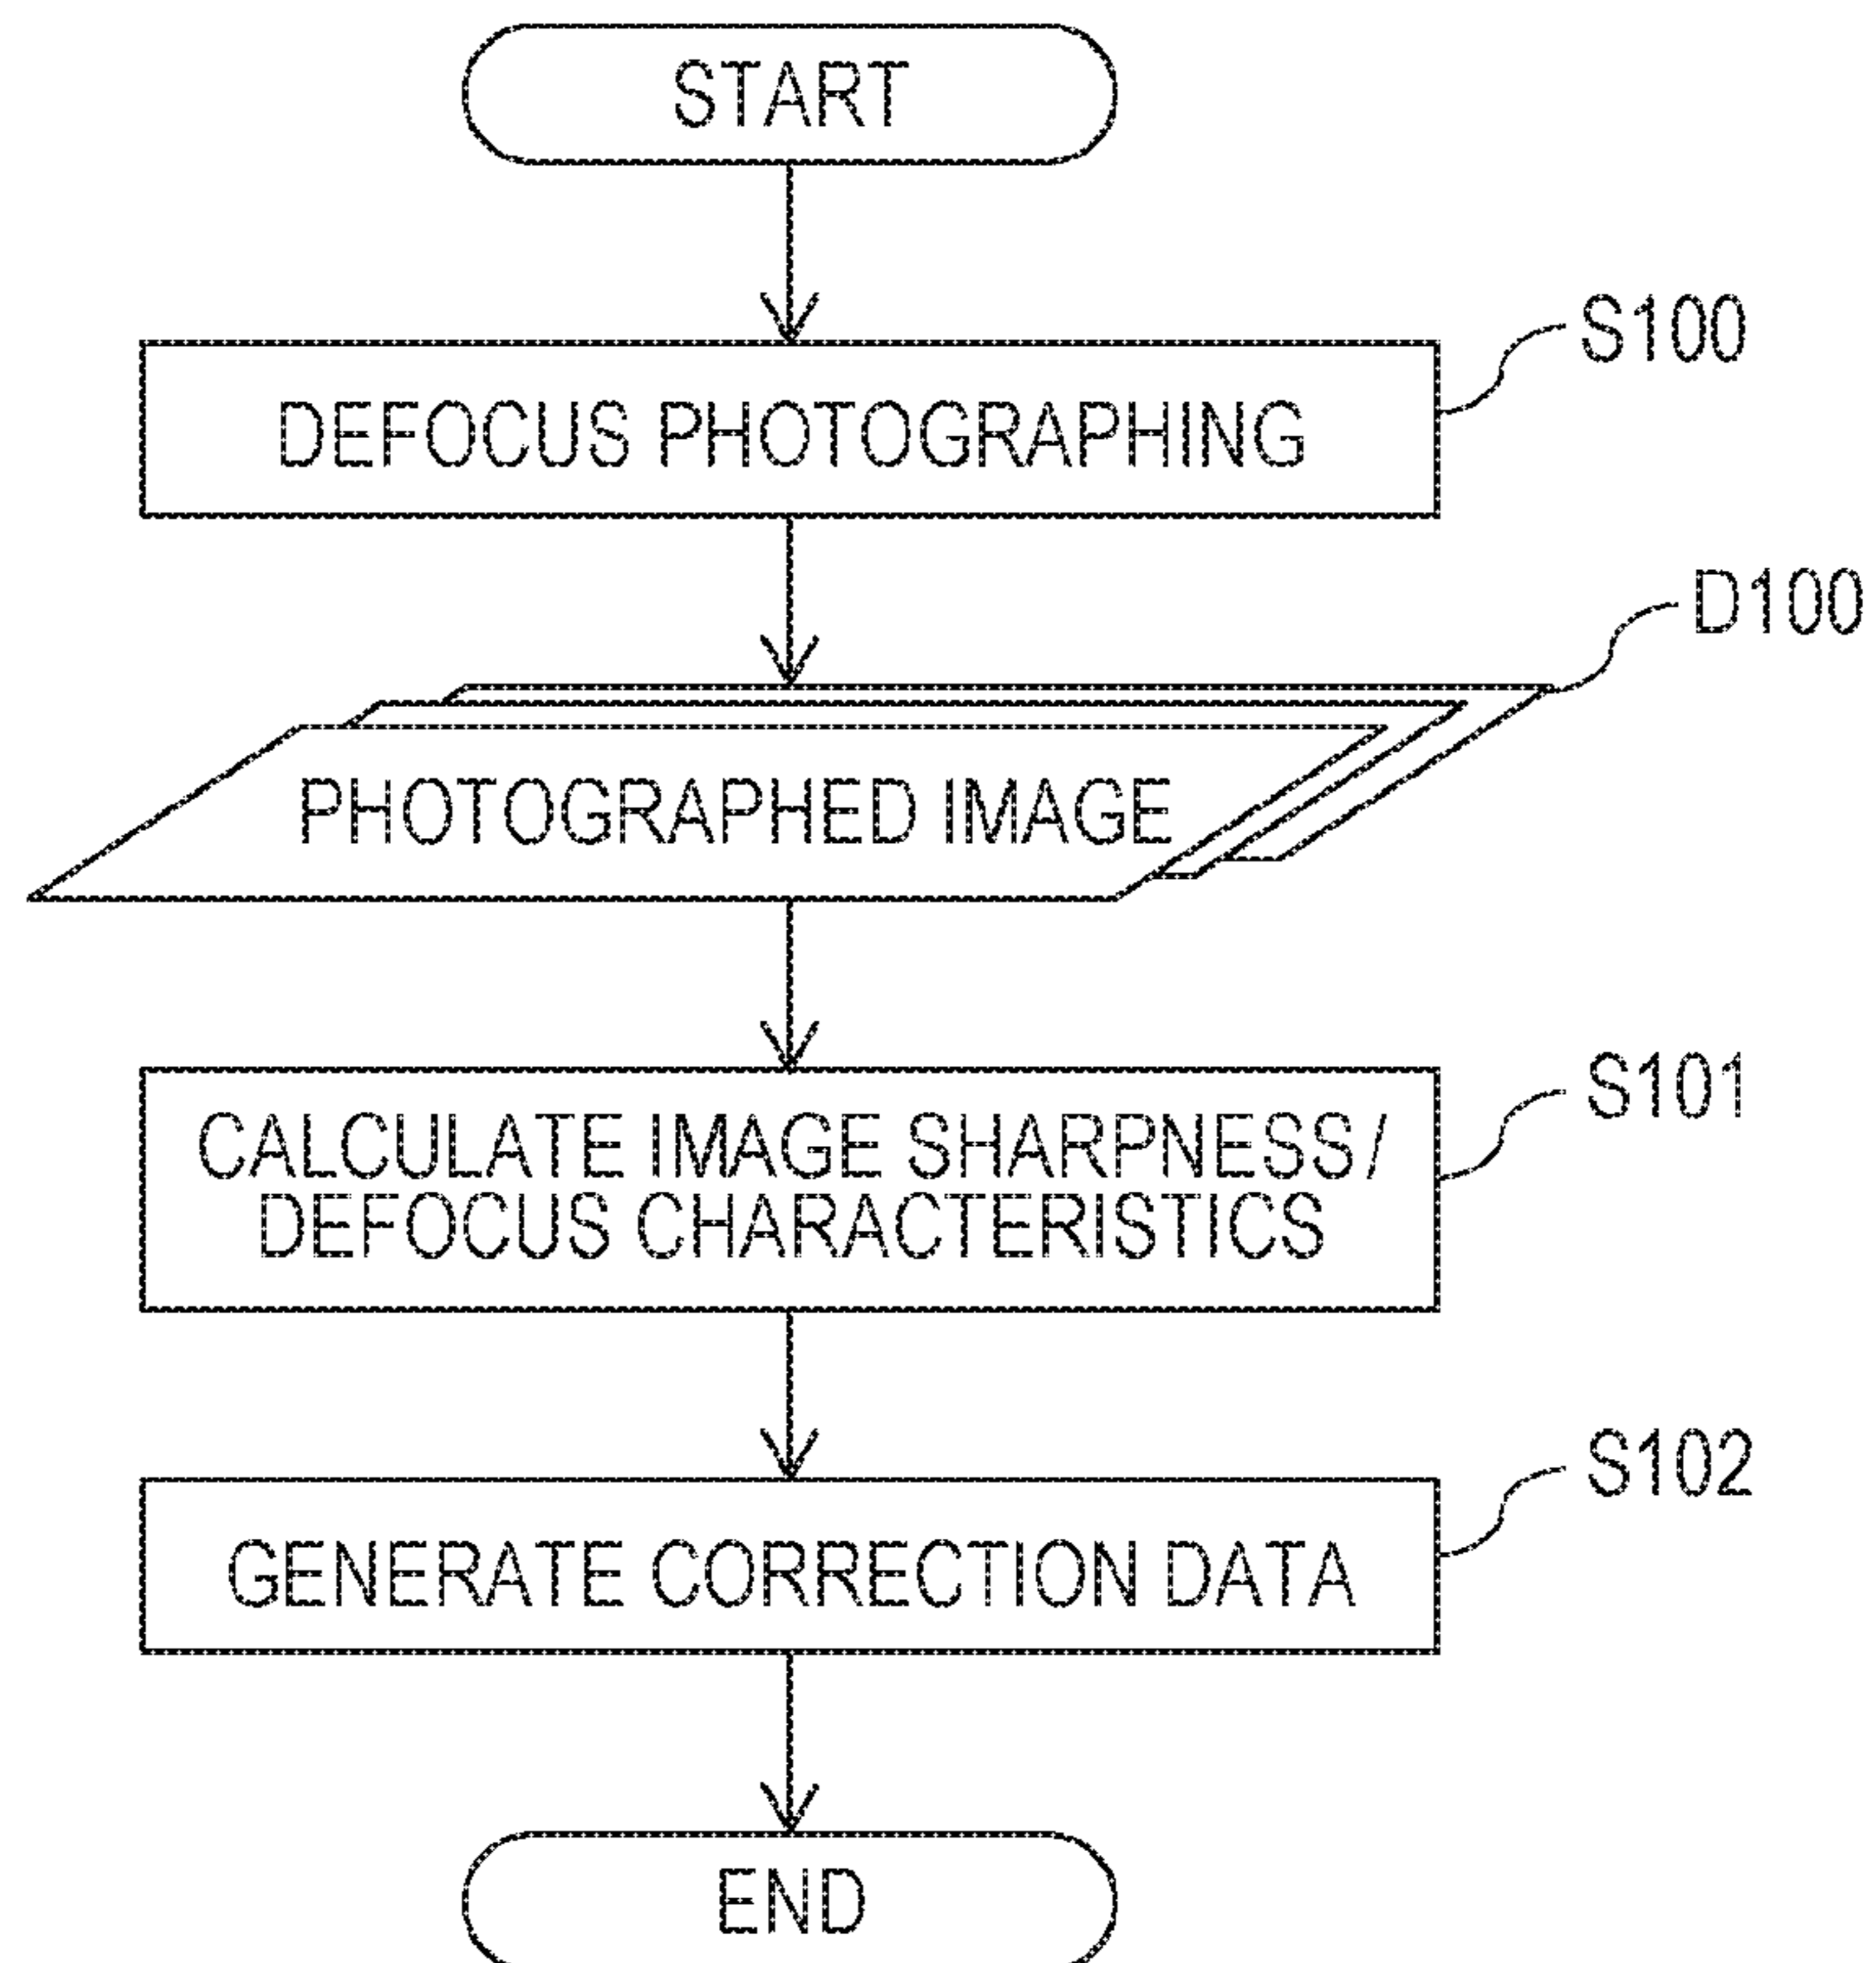 START
S100
DEFOCUS PHOTOGRAPHING
D100
PHOTOGRAPHED IMAGE
S101
CALCULATE IMAGE SHARPNESS/
DEFOCUS CHARACTERISTICS
S102
GENERATE CORRECTION DATA
END